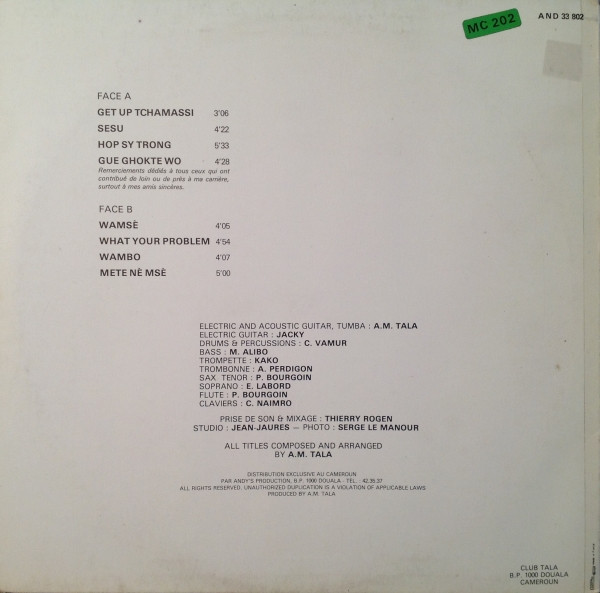 MC 202
AND 33 802
FACE A
GET UP TCHAMASSI 3'06
SESU 4'22
HOP SY TRONG 5'33
GUE GHOKTE WO 4'28
Remerciements dédiés à tous ceux qui ont
contribué de loin ou de près à ma carrière,
surtout à mes amis sincères.
FACE B
WAMSÈ 4'05
WHAT YOUR PROBLEM 4'54
WAMBO 4'07
METE NÈ MSÈ 5'00
ELECTRIC AND ACOUSTIC GUITAR, TUMBA : A.M. TALA
ELECTRIC GUITAR : JACKY
DRUMS & PERCUSSIONS : C. VAMUR
BASS : M. ALIBO
TROMPETTE : KAKO
TROMBONNE : A. PERDIGON
SAX. TENOR : P. BOURGOIN
SOPRANO : E. LABORD
FLUTE : P. BOURGOIN
CLAVIERS : C. NAIMRO
PRISE DE SON & MIXAGE : THIERRY ROGEN
STUDIO : JEAN-JAURES — PHOTO : SERGE LE MANOUR
ALL TITLES COMPOSED AND ARRANGED
BY A.M. TALA
DISTRIBUTION EXCLUSIVE AU CAMEROUN
PAR ANDY'S PRODUCTION, B.P. 1000 DOUALA - TÉL. : 42.35.37
ALL RIGHTS RESERVED. UNAUTHORIZED DUPLICATION IS A VIOLATION OF APPLICABLE LAWS
PRODUCED BY A.M. TALA
CLUB TALA
B.P. 1000 DOUALA
CAMEROUN